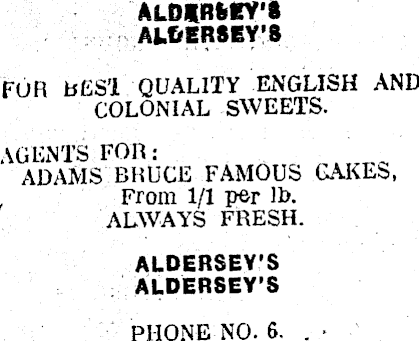 ALDERSEY'S
ALDERSEY'S
FOR BEST QUALITY ENGLISH AND
COLONIAL SWEETS.
AGENTS FOR:
ADAMS BRUCE FAMOUS CAKES,
From 1/1 per lb.
ALWAYS FRESH.
ALDERSEY'S
ALDERSEY'S
PHONE NO. 6.